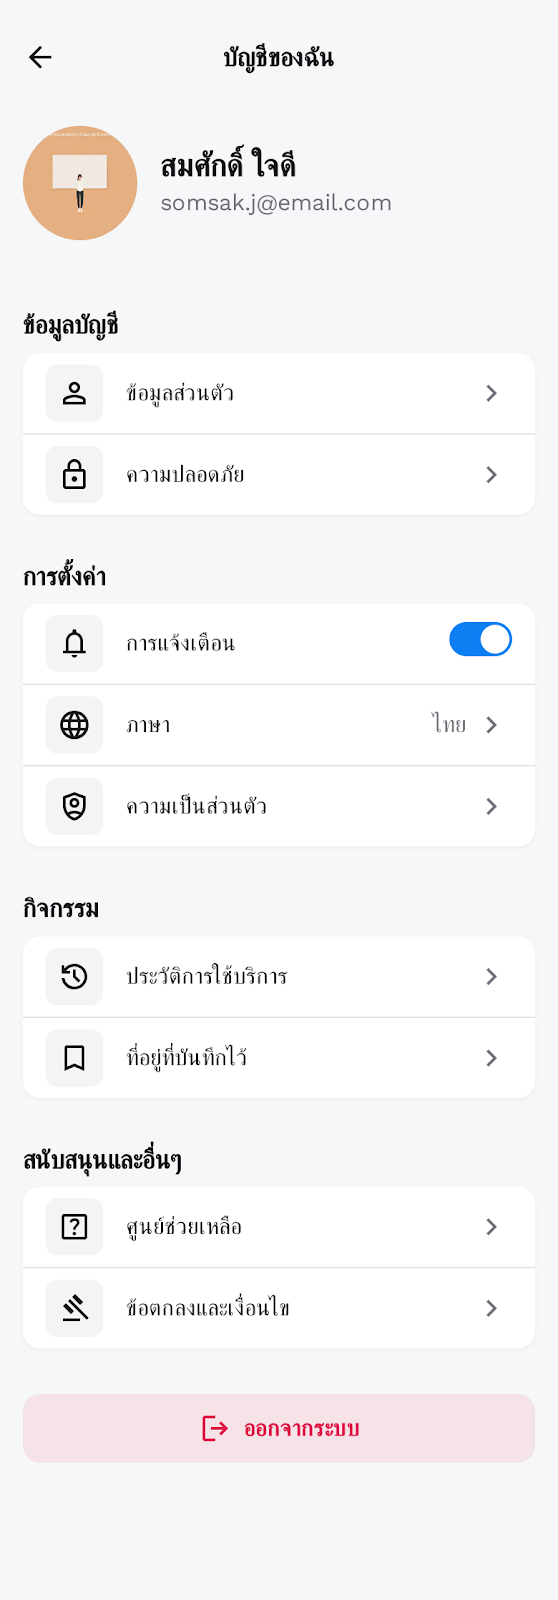 บัญชีของฉัน
สมศักดิ์ ใจดี
somsak.j@email.com
ข้อมูลบัญชี
ข้อมูลส่วนตัว
ความปลอดภัย
การตั้งค่า
การแจ้งเตือน
ภาษา ไทย
ความเป็นส่วนตัว
กิจกรรม
ประวัติการใช้บริการ
ที่อยู่ที่บันทึกไว้
สนับสนุนและอื่นๆ
ศูนย์ช่วยเหลือ
ข้อตกลงและเงื่อนไข
ออกจากระบบ